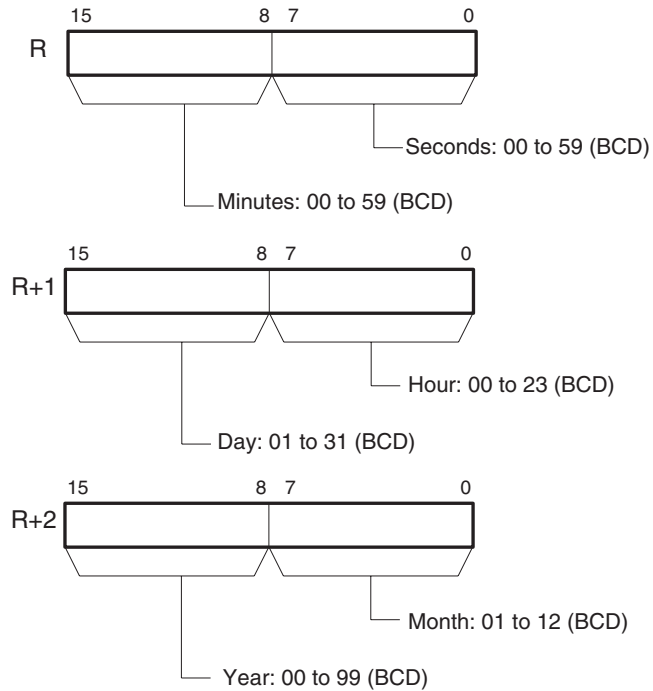 15 8 7 0
R
Seconds: 00 to 59 (BCD)
Minutes: 00 to 59 (BCD)
15 8 7 0
R+1
Hour: 00 to 23 (BCD)
Day: 01 to 31 (BCD)
15 8 7 0
R+2
Month: 01 to 12 (BCD)
Year: 00 to 99 (BCD)